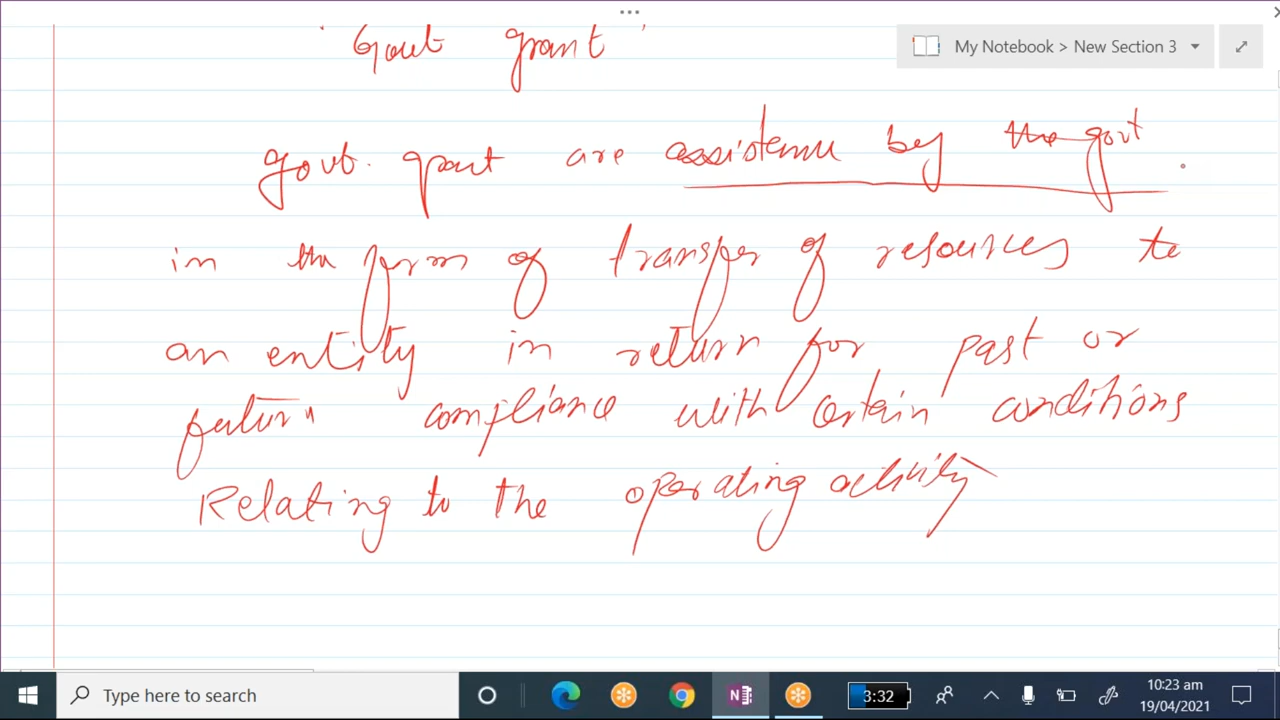 ...
My Notebook > New Section 3
' Govt grant '
govt. grant are assistence by the govt
in the form of transfer of resources to
an entity in return for past or
future compliance with certain conditions
Relating to the operating activity
Type here to search
3:32
10:23 am
19/04/2021